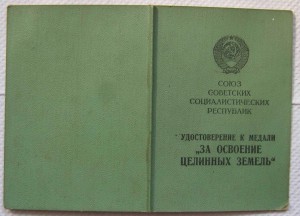 СОЮЗ
СОВЕТСКИХ
СОЦИАЛИСТИЧЕСКИХ
РЕСПУБЛИК
УДОСТОВЕРЕНИЕ К МЕДАЛИ
„ЗА ОСВОЕНИЕ
ЦЕЛИННЫХ ЗЕМЕЛЬ“